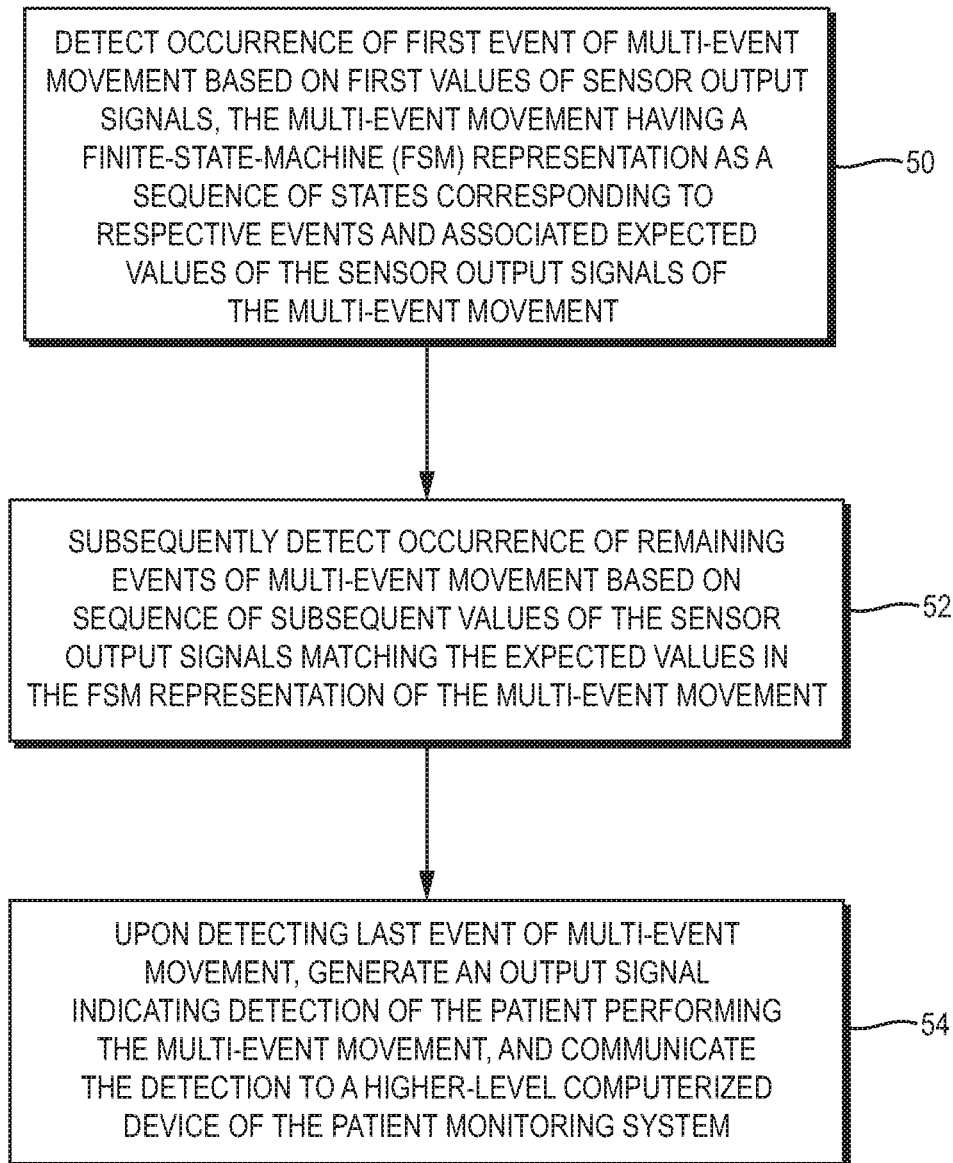 DETECT OCCURRENCE OF FIRST EVENT OF MULTI-EVENT
MOVEMENT BASED ON FIRST VALUES OF SENSOR OUTPUT
SIGNALS, THE MULTI-EVENT MOVEMENT HAVING A
FINITE-STATE-MACHINE (FSM) REPRESENTATION AS A
SEQUENCE OF STATES CORRESPONDING TO
RESPECTIVE EVENTS AND ASSOCIATED EXPECTED
VALUES OF THE SENSOR OUTPUT SIGNALS OF
THE MULTI-EVENT MOVEMENT
50
SUBSEQUENTLY DETECT OCCURRENCE OF REMAINING
EVENTS OF MULTI-EVENT MOVEMENT BASED ON
SEQUENCE OF SUBSEQUENT VALUES OF THE SENSOR
OUTPUT SIGNALS MATCHING THE EXPECTED VALUES IN
THE FSM REPRESENTATION OF THE MULTI-EVENT MOVEMENT
52
UPON DETECTING LAST EVENT OF MULTI-EVENT
MOVEMENT, GENERATE AN OUTPUT SIGNAL
INDICATING DETECTION OF THE PATIENT PERFORMING
THE MULTI-EVENT MOVEMENT, AND COMMUNICATE
THE DETECTION TO A HIGHER-LEVEL COMPUTERIZED
DEVICE OF THE PATIENT MONITORING SYSTEM
54